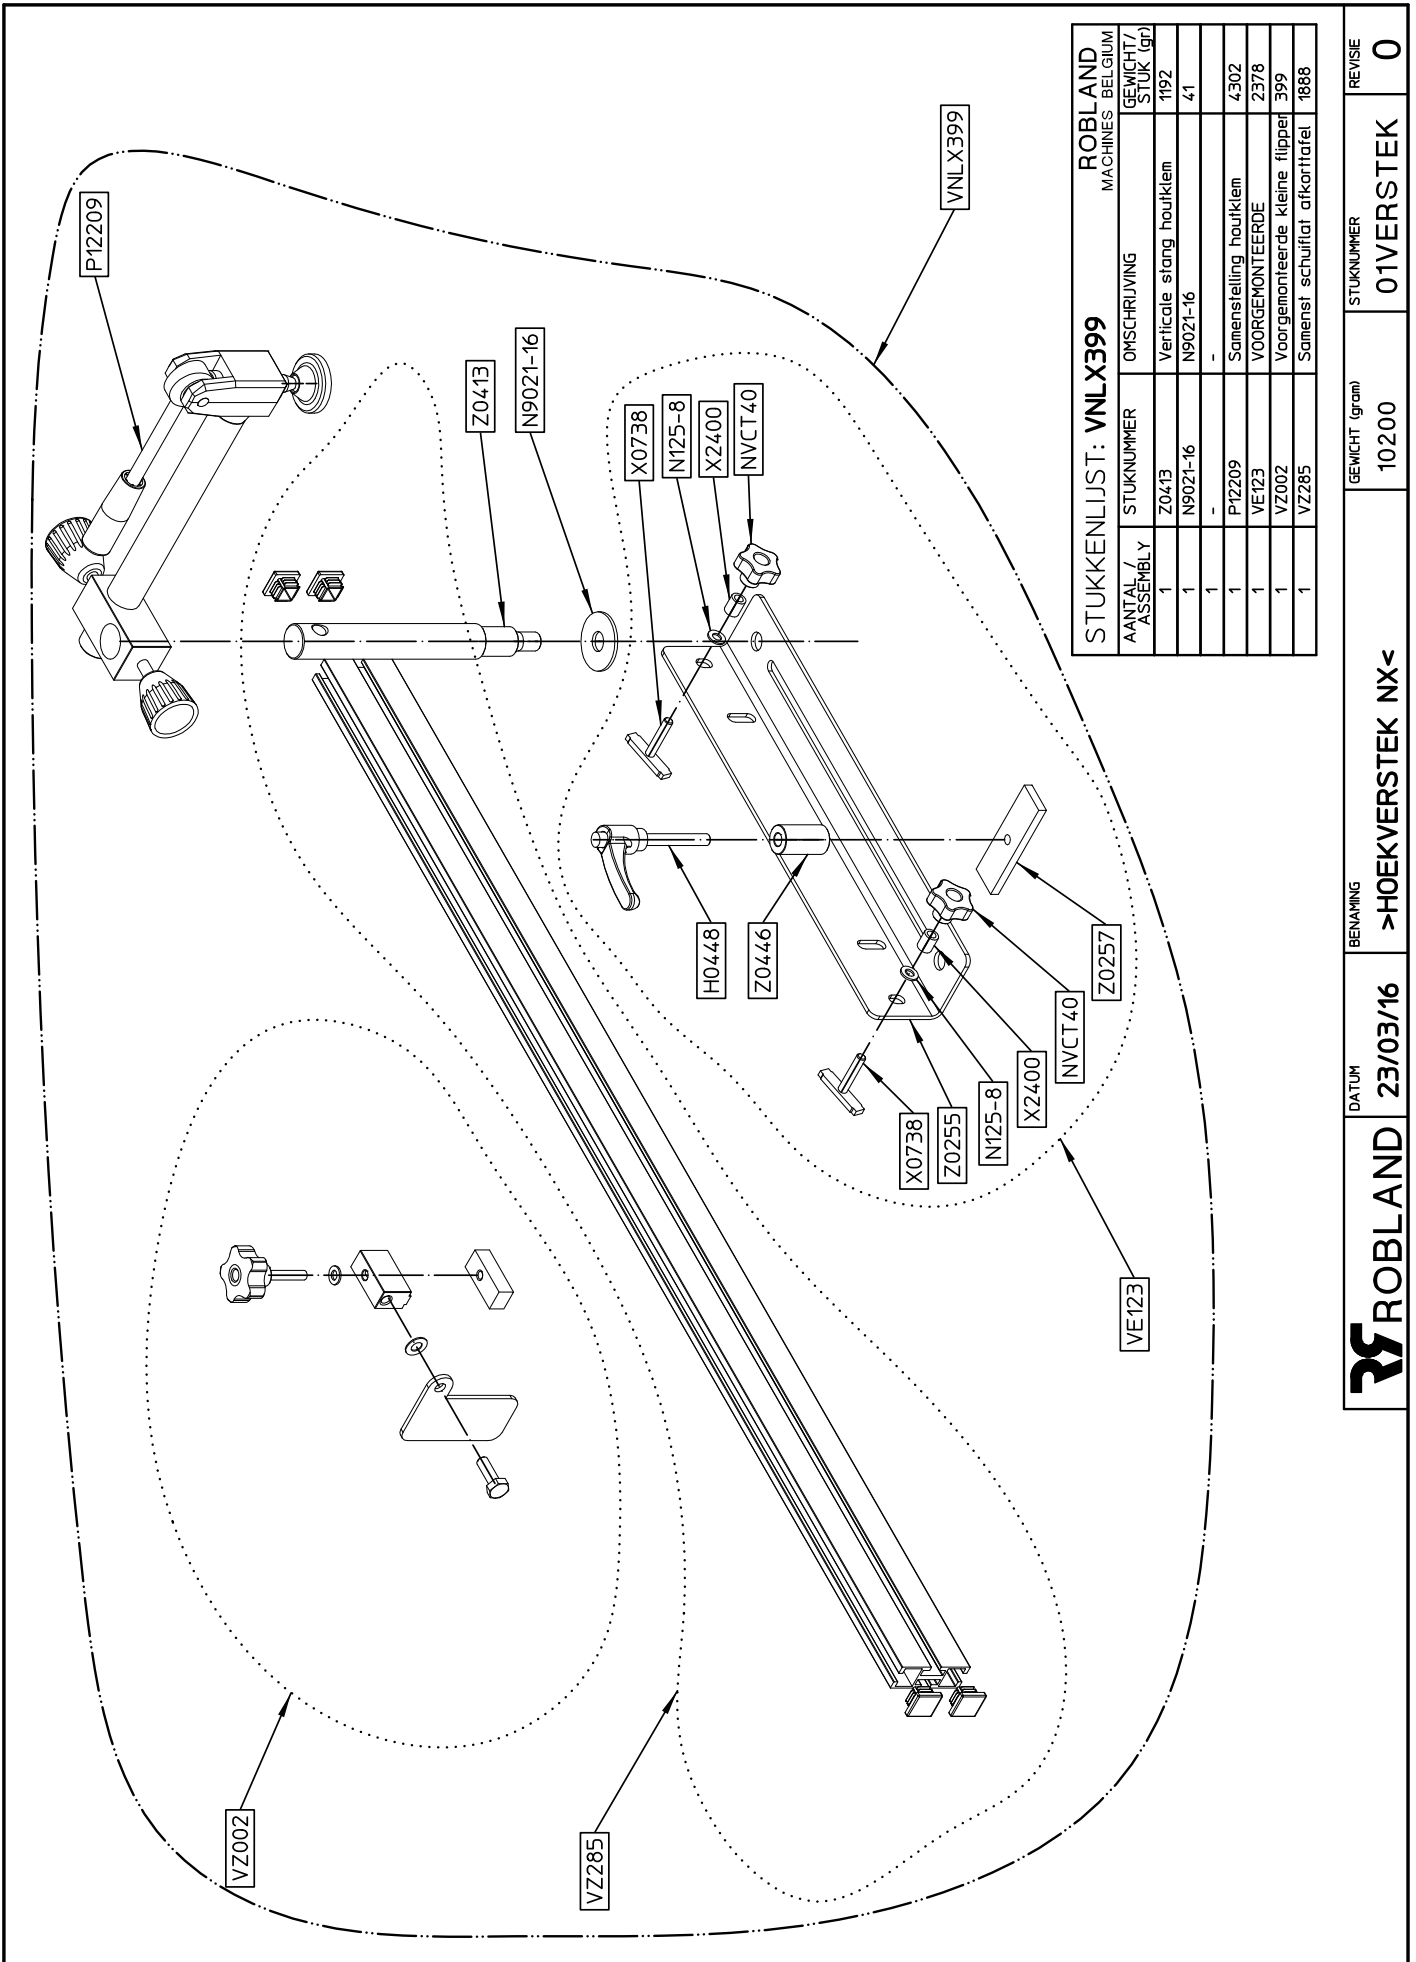 P12209
Z0413
N9021-16
X0738
N125-8
X2400
NVCT40
VNLX399
H0448
Z0446
Z0257
NVCT40
X2400
N125-8
Z0255
X0738
VE123
VZ002
VZ285
STUKKENLIJST: VNLX399 ROBLAND
MACHINES BELGIUM
AANTAL / ASSEMBLY STUKNUMMER OMSCHRIJVING GEWICHT/ STUK (gr)
1 Z0413 Verticale stang houtklem 1192
1 N9021-16 N9021-16 41
1 - -
1 P12209 Samenstelling houtklem 4302
1 VE123 VOORGEMONTEERDE 2378
1 VZ002 Voorgemonteerde kleine flipper 399
1 VZ285 Samenst schuiflat afkorttafel 1888
ROBLAND
DATUM
23/03/16
BENAMING
>HOEKVERSTEK NX<
GEWICHT (gram)
10200
STUKNUMMER
01VERSTEK
REVISIE
0